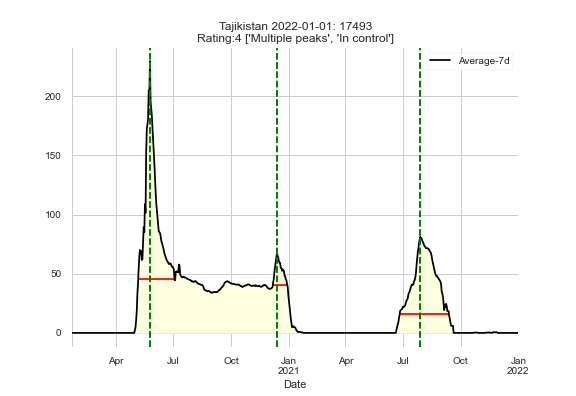 Tajikistan 2022-01-01: 17493
Rating:4 ['Multiple peaks', 'In control']
Average-7d
200
150
100
50
0
Apr
Jul
Oct
Jan
2021
Apr
Jul
Oct
Jan
2022
Date